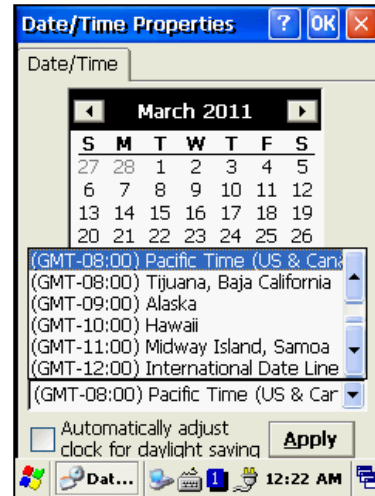 Date/Time Properties ? OK ×
Date/Time
March 2011
S M T W T F S
27 28 1 2 3 4 5
6 7 8 9 10 11 12
13 14 15 16 17 18 19
20 21 22 23 24 25 26
(GMT-08:00) Pacific Time (US & Cana
(GMT-08:00) Tijuana, Baja California
(GMT-09:00) Alaska
(GMT-10:00) Hawaii
(GMT-11:00) Midway Island, Samoa
(GMT-12:00) International Date Line
(GMT-08:00) Pacific Time (US & Car
Automatically adjust
clock for daylight saving
Apply
Dat... 1 12:22 AM